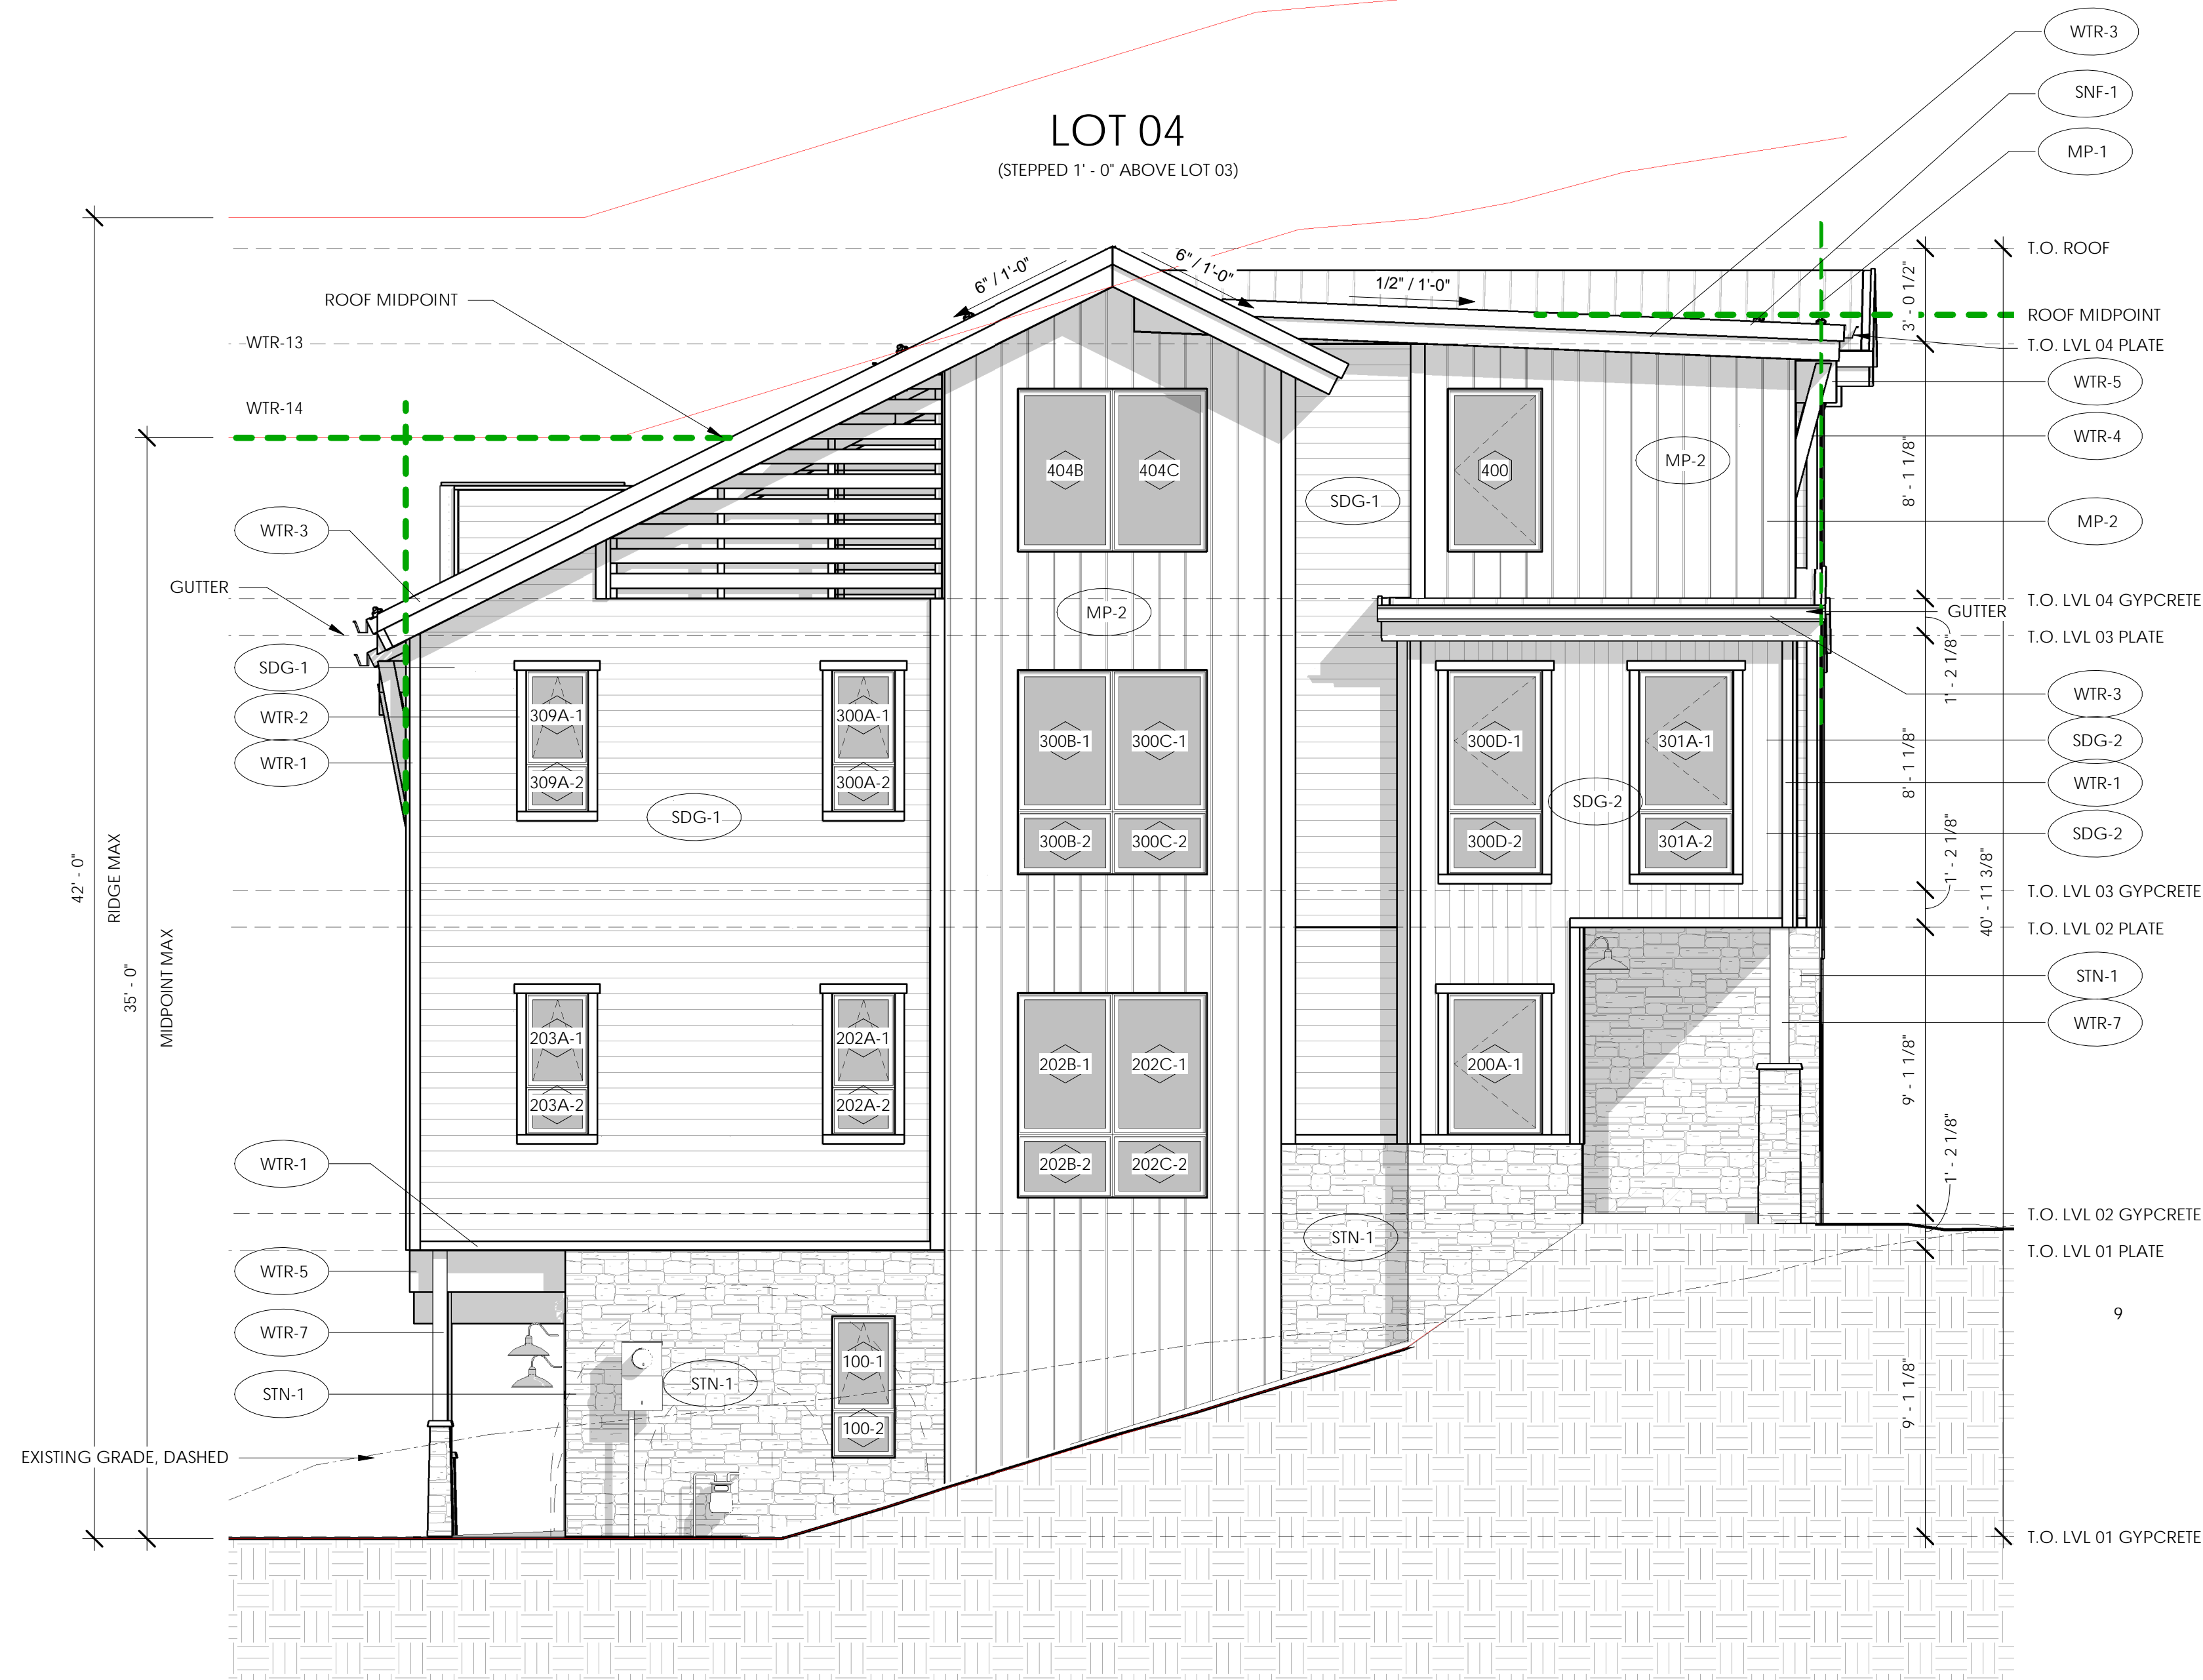 WTR-3
SNF-1
LOT 04
(STEPPED 1' - 0" ABOVE LOT 03)
MP-1
T.O. ROOF
6" / 1'-0"
6" / 1'-0"
1/2" / 1'-0"
3' - 0 1/2"
ROOF MIDPOINT
ROOF MIDPOINT
WTR-13
T.O. LVL 04 PLATE
WTR-5
WTR-14
WTR-4
404B
404C
400
MP-2
8' - 1 1/8"
SDG-1
MP-2
WTR-3
GUTTER
MP-2
T.O. LVL 04 GYPCRETE
GUTTER
T.O. LVL 03 PLATE
1' - 2 1/8"
SDG-1
WTR-3
WTR-2
309A-1
300A-1
300B-1
300C-1
300D-1
301A-1
SDG-2
WTR-1
309A-2
300A-2
8' - 1 1/8"
WTR-1
SDG-1
SDG-2
300B-2
300C-2
300D-2
301A-2
SDG-2
1' - 2 1/8"
42' - 0"
RIDGE MAX
T.O. LVL 03 GYPCRETE
40' - 11 3/8"
T.O. LVL 02 PLATE
35' - 0"
MIDPOINT MAX
STN-1
WTR-7
203A-1
202A-1
202B-1
202C-1
200A-1
9' - 1 1/8"
203A-2
202A-2
WTR-1
202B-2
202C-2
1' - 2 1/8"
T.O. LVL 02 GYPCRETE
STN-1
T.O. LVL 01 PLATE
WTR-5
WTR-7
9
100-1
STN-1
STN-1
9' - 1 1/8"
100-2
EXISTING GRADE, DASHED
T.O. LVL 01 GYPCRETE